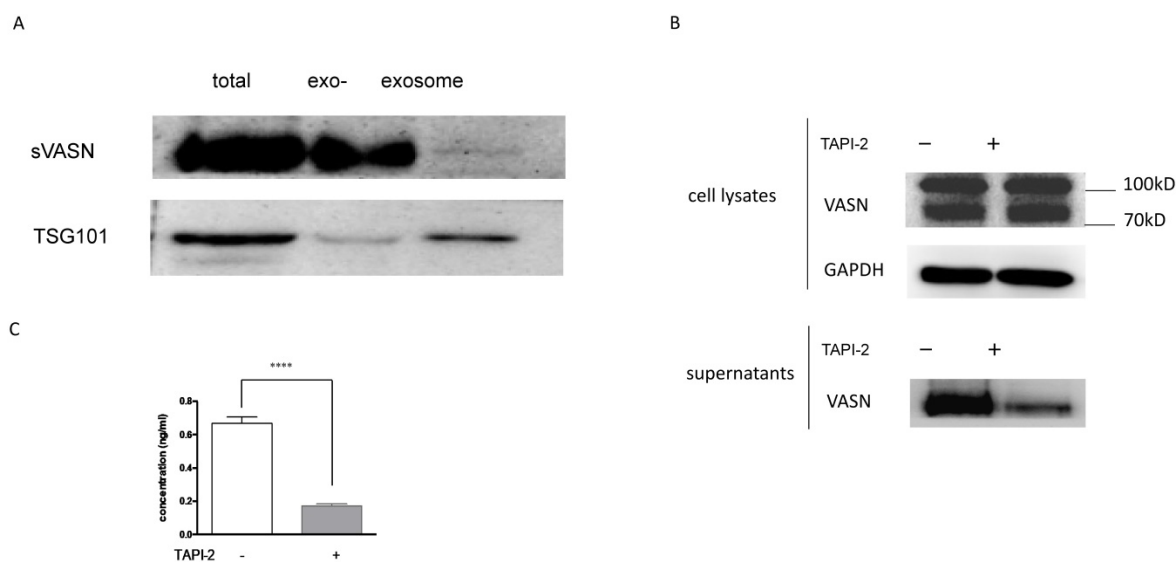 A
total exo- exosome
sVASN
TSG101
B
TAPI-2 – +
cell lysates
VASN
100kD
70kD
GAPDH
TAPI-2 – +
supernatants
VASN
C
****
concentration (ng/ml)
0.8
0.6
0.4
0.2
0.0
TAPI-2 - +